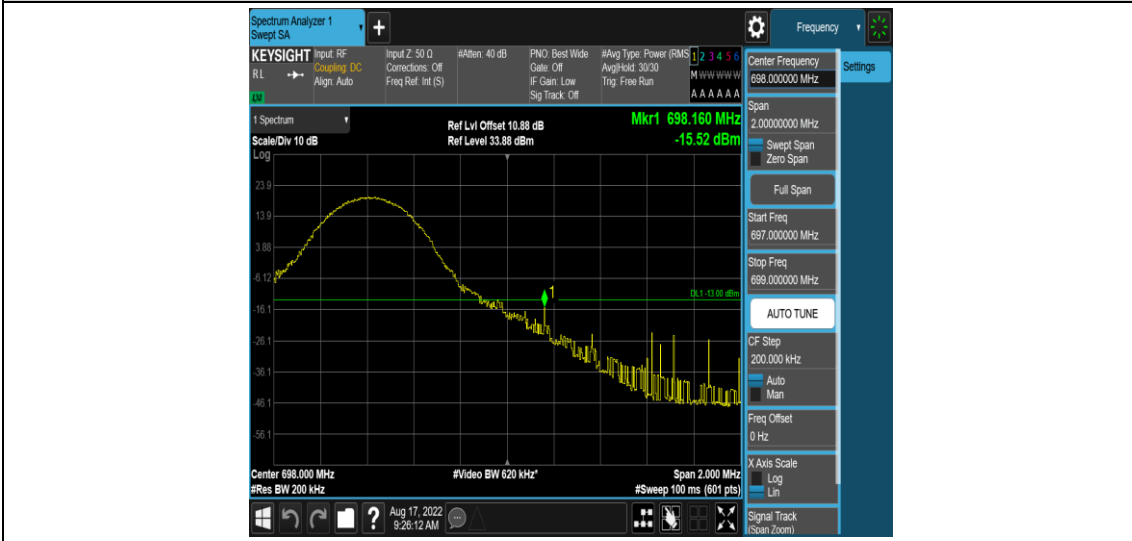 Spectrum Analyzer 1
Swept SA
Frequency
KEYSIGHT
RL
Input: RF
Coupling: DC
Align: Auto
Input Z: 50 Ω
Corrections: Off
Freq Ref: Int (S)
#Atten: 40 dB
PNO: Best Wide
Gate: Off
IF Gain: Low
Sig Track: Off
#Avg Type: Power (RMS
Avg|Hold: 30/30
Trig: Free Run
1 2 3 4 5 6
M W W W W W
A A A A A A
1 Spectrum
Scale/Div 10 dB
Log
Ref Lvl Offset 10.88 dB
Ref Level 33.88 dBm
Mkr1 698.160 MHz
-15.52 dBm
23.9
13.9
3.88
-6.12
-16.1
-26.1
-36.1
-46.1
-56.1
1
DL1 -13.00 dBm
Center 698.000 MHz
#Res BW 200 kHz
#Video BW 620 kHz*
Span 2.000 MHz
#Sweep 100 ms (601 pts)
?
Aug 17, 2022
9:26:12 AM
Center Frequency
698.000000 MHz
Settings
Span
2.00000000 MHz
Swept Span
Zero Span
Full Span
Start Freq
697.000000 MHz
Stop Freq
699.000000 MHz
AUTO TUNE
CF Step
200.000 kHz
Auto
Man
Freq Offset
0 Hz
X Axis Scale
Log
Lin
Signal Track
(Span Zoom)